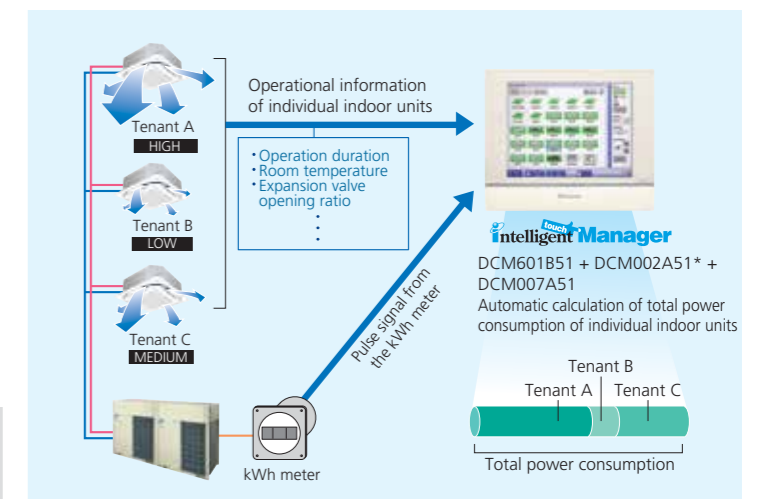 Tenant A
HIGH
Tenant B
LOW
Tenant C
MEDIUM
Operational information
of individual indoor units
・Operation duration
・Room temperature
・Expansion valve
opening ratio
Pulse signal from
the kWh meter
kWh meter
intelligent touch Manager
DCM601B51 + DCM002A51* +
DCM007A51
Automatic calculation of total power
consumption of individual indoor units
Tenant B
Tenant A
Tenant C
Total power consumption